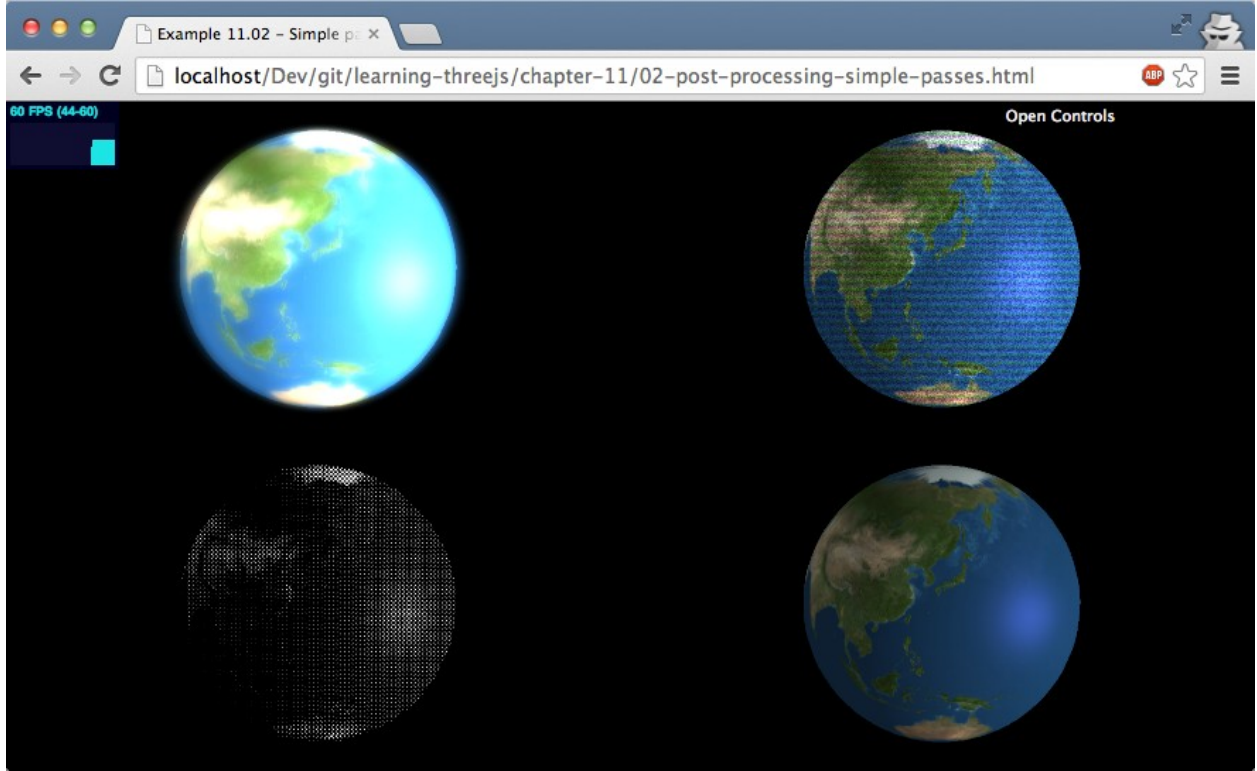 Example 11.02 – Simple pa
localhost/Dev/git/learning-threejs/chapter-11/02-post-processing-simple-passes.html
ABP
60 FPS (44-60)
Open Controls